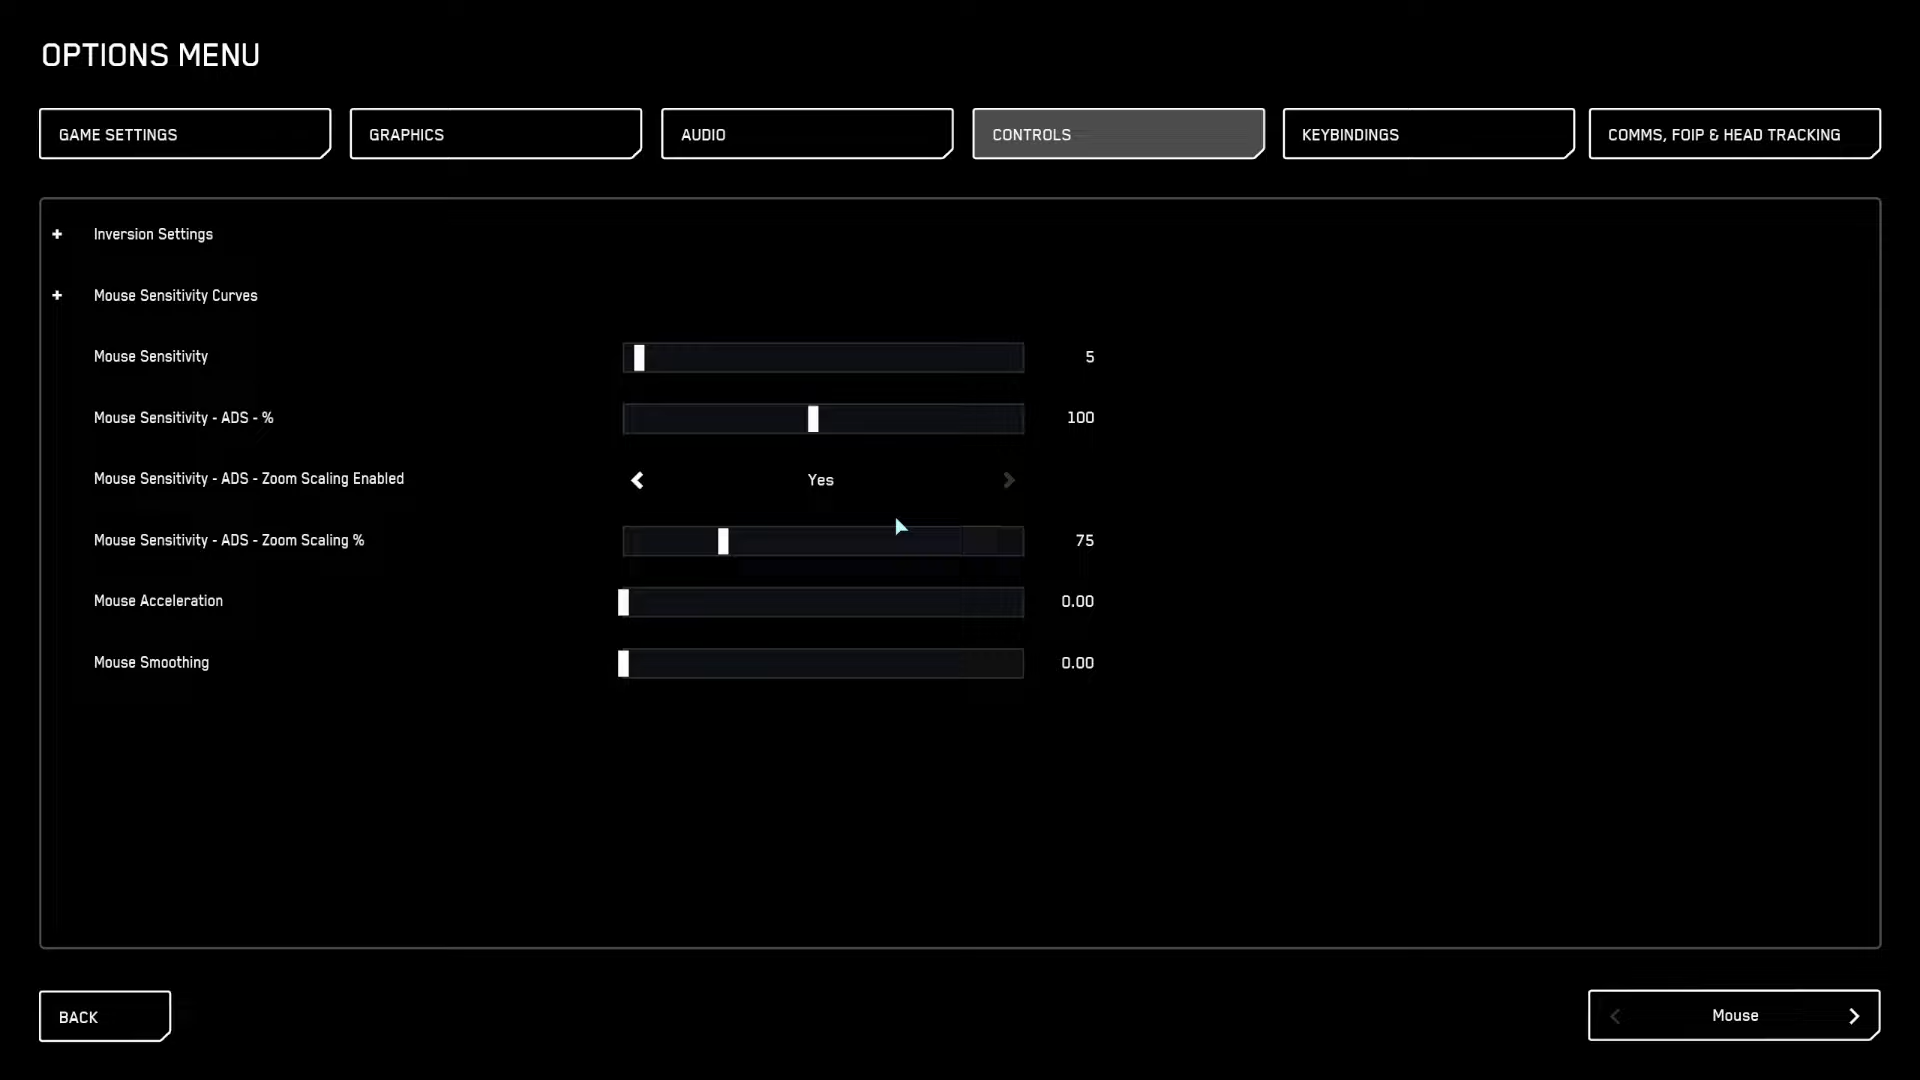 OPTIONS MENU
GAME SETTINGS
GRAPHICS
AUDIO
CONTROLS
KEYBINDINGS
COMMS, FOIP & HEAD TRACKING
+ Inversion Settings
+ Mouse Sensitivity Curves
Mouse Sensitivity 5
Mouse Sensitivity - ADS - % 100
Mouse Sensitivity - ADS - Zoom Scaling Enabled Yes
Mouse Sensitivity - ADS - Zoom Scaling % 75
Mouse Acceleration 0.00
Mouse Smoothing 0.00
BACK
Mouse